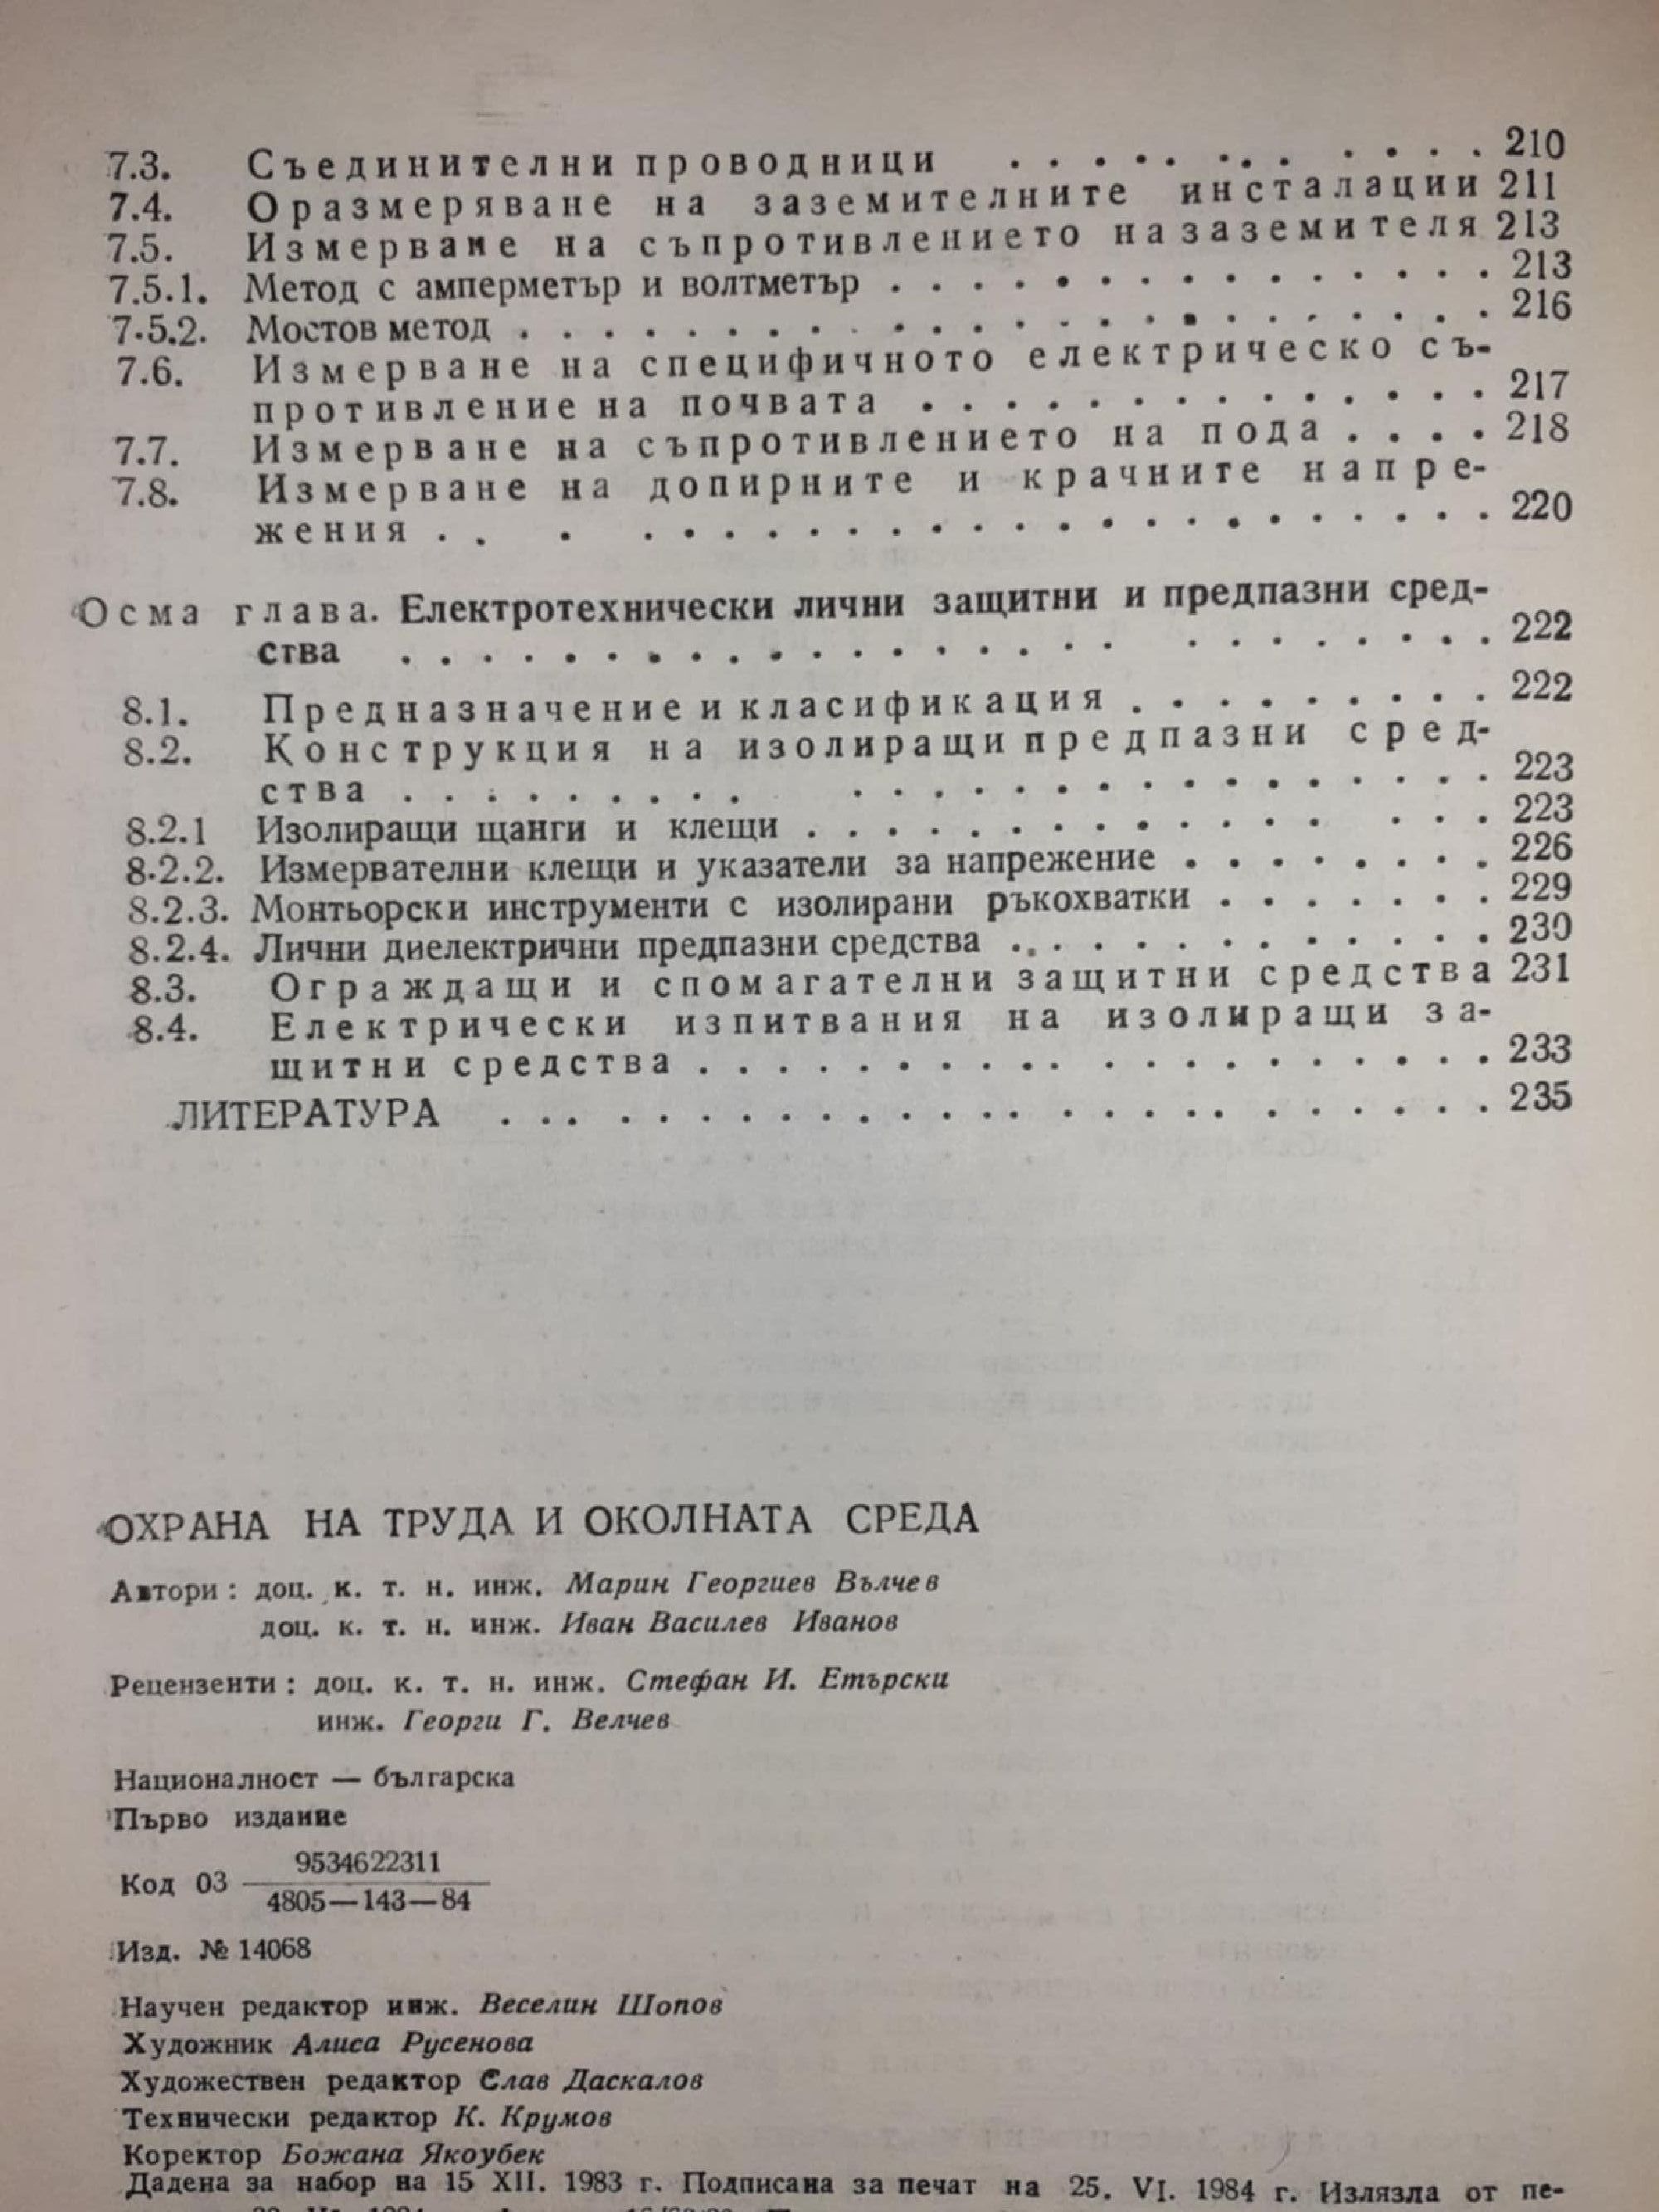 7.3. Съединителни проводници . . . . . . . . . . . . 210
7.4. Оразмеряване на заземителните инсталации 211
7.5. Измерване на съпротивлението на заземителя 213
7.5.1. Метод с амперметър и волтметър . . . . . . . . . . . . . . . 213
7.5.2. Мостов метод . . . . . . . . . . . . . . . . . . . . . . . . 216
7.6. Измерване на специфичното електрическо съ-
противление на почвата . . . . . . . . . . . . . . 217
7.7. Измерване на съпротивлението на пода . . . . 218
7.8. Измерване на допирните и крачните напре-
жения . . . . . . . . . . . . . . . . . . . . . . . . 220
Осма глава. Електротехнически лични защитни и предпазни сред-
ства . . . . . . . . . . . . . . . . . . . . . . . . . . 222
8.1. Предназначение и класификация . . . . . . . . . 222
8.2. Конструкция на изолиращи предпазни сред-
ства . . . . . . . . . . . . . . . . . . . . . . . . . 223
8.2.1 Изолиращи щанги и клещи . . . . . . . . . . . . . . . . 223
8.2.2. Измервателни клещи и указатели за напрежение . . . . . . . . 226
8.2.3. Монтьорски инструменти с изолирани ръкохватки . . . . . . . 229
8.2.4. Лични диелектрични предпазни средства . . . . . . . . . . . . . 230
8.3. Ограждащи и спомагателни защитни средства 231
8.4. Електрически изпитвания на изолиращи за-
щитни средства . . . . . . . . . . . . . . . . . . . 233
ЛИТЕРАТУРА . . . . . . . . . . . . . . . . . . . . . . . . 235
ОХРАНА НА ТРУДА И ОКОЛНАТА СРЕДА
Автори: доц. к. т. н. инж. Марин Георгиев Вълчев
доц. к. т. н. инж. Иван Василев Иванов
Рецензенти: доц. к. т. н. инж. Стефан И. Етърски
инж. Георги Г. Велчев
Националност — българска
Първо издание
Код 03 9534622311
4805—143—84
Изд. № 14068
Научен редактор инж. Веселин Шопов
Художник Алиса Русенова
Художествен редактор Слав Даскалов
Технически редактор К. Крумов
Коректор Божана Якоубек
Дадена за набор на 15 XII. 1983 г. Подписана за печат на 25. VI. 1984 г. Излязла от пе-